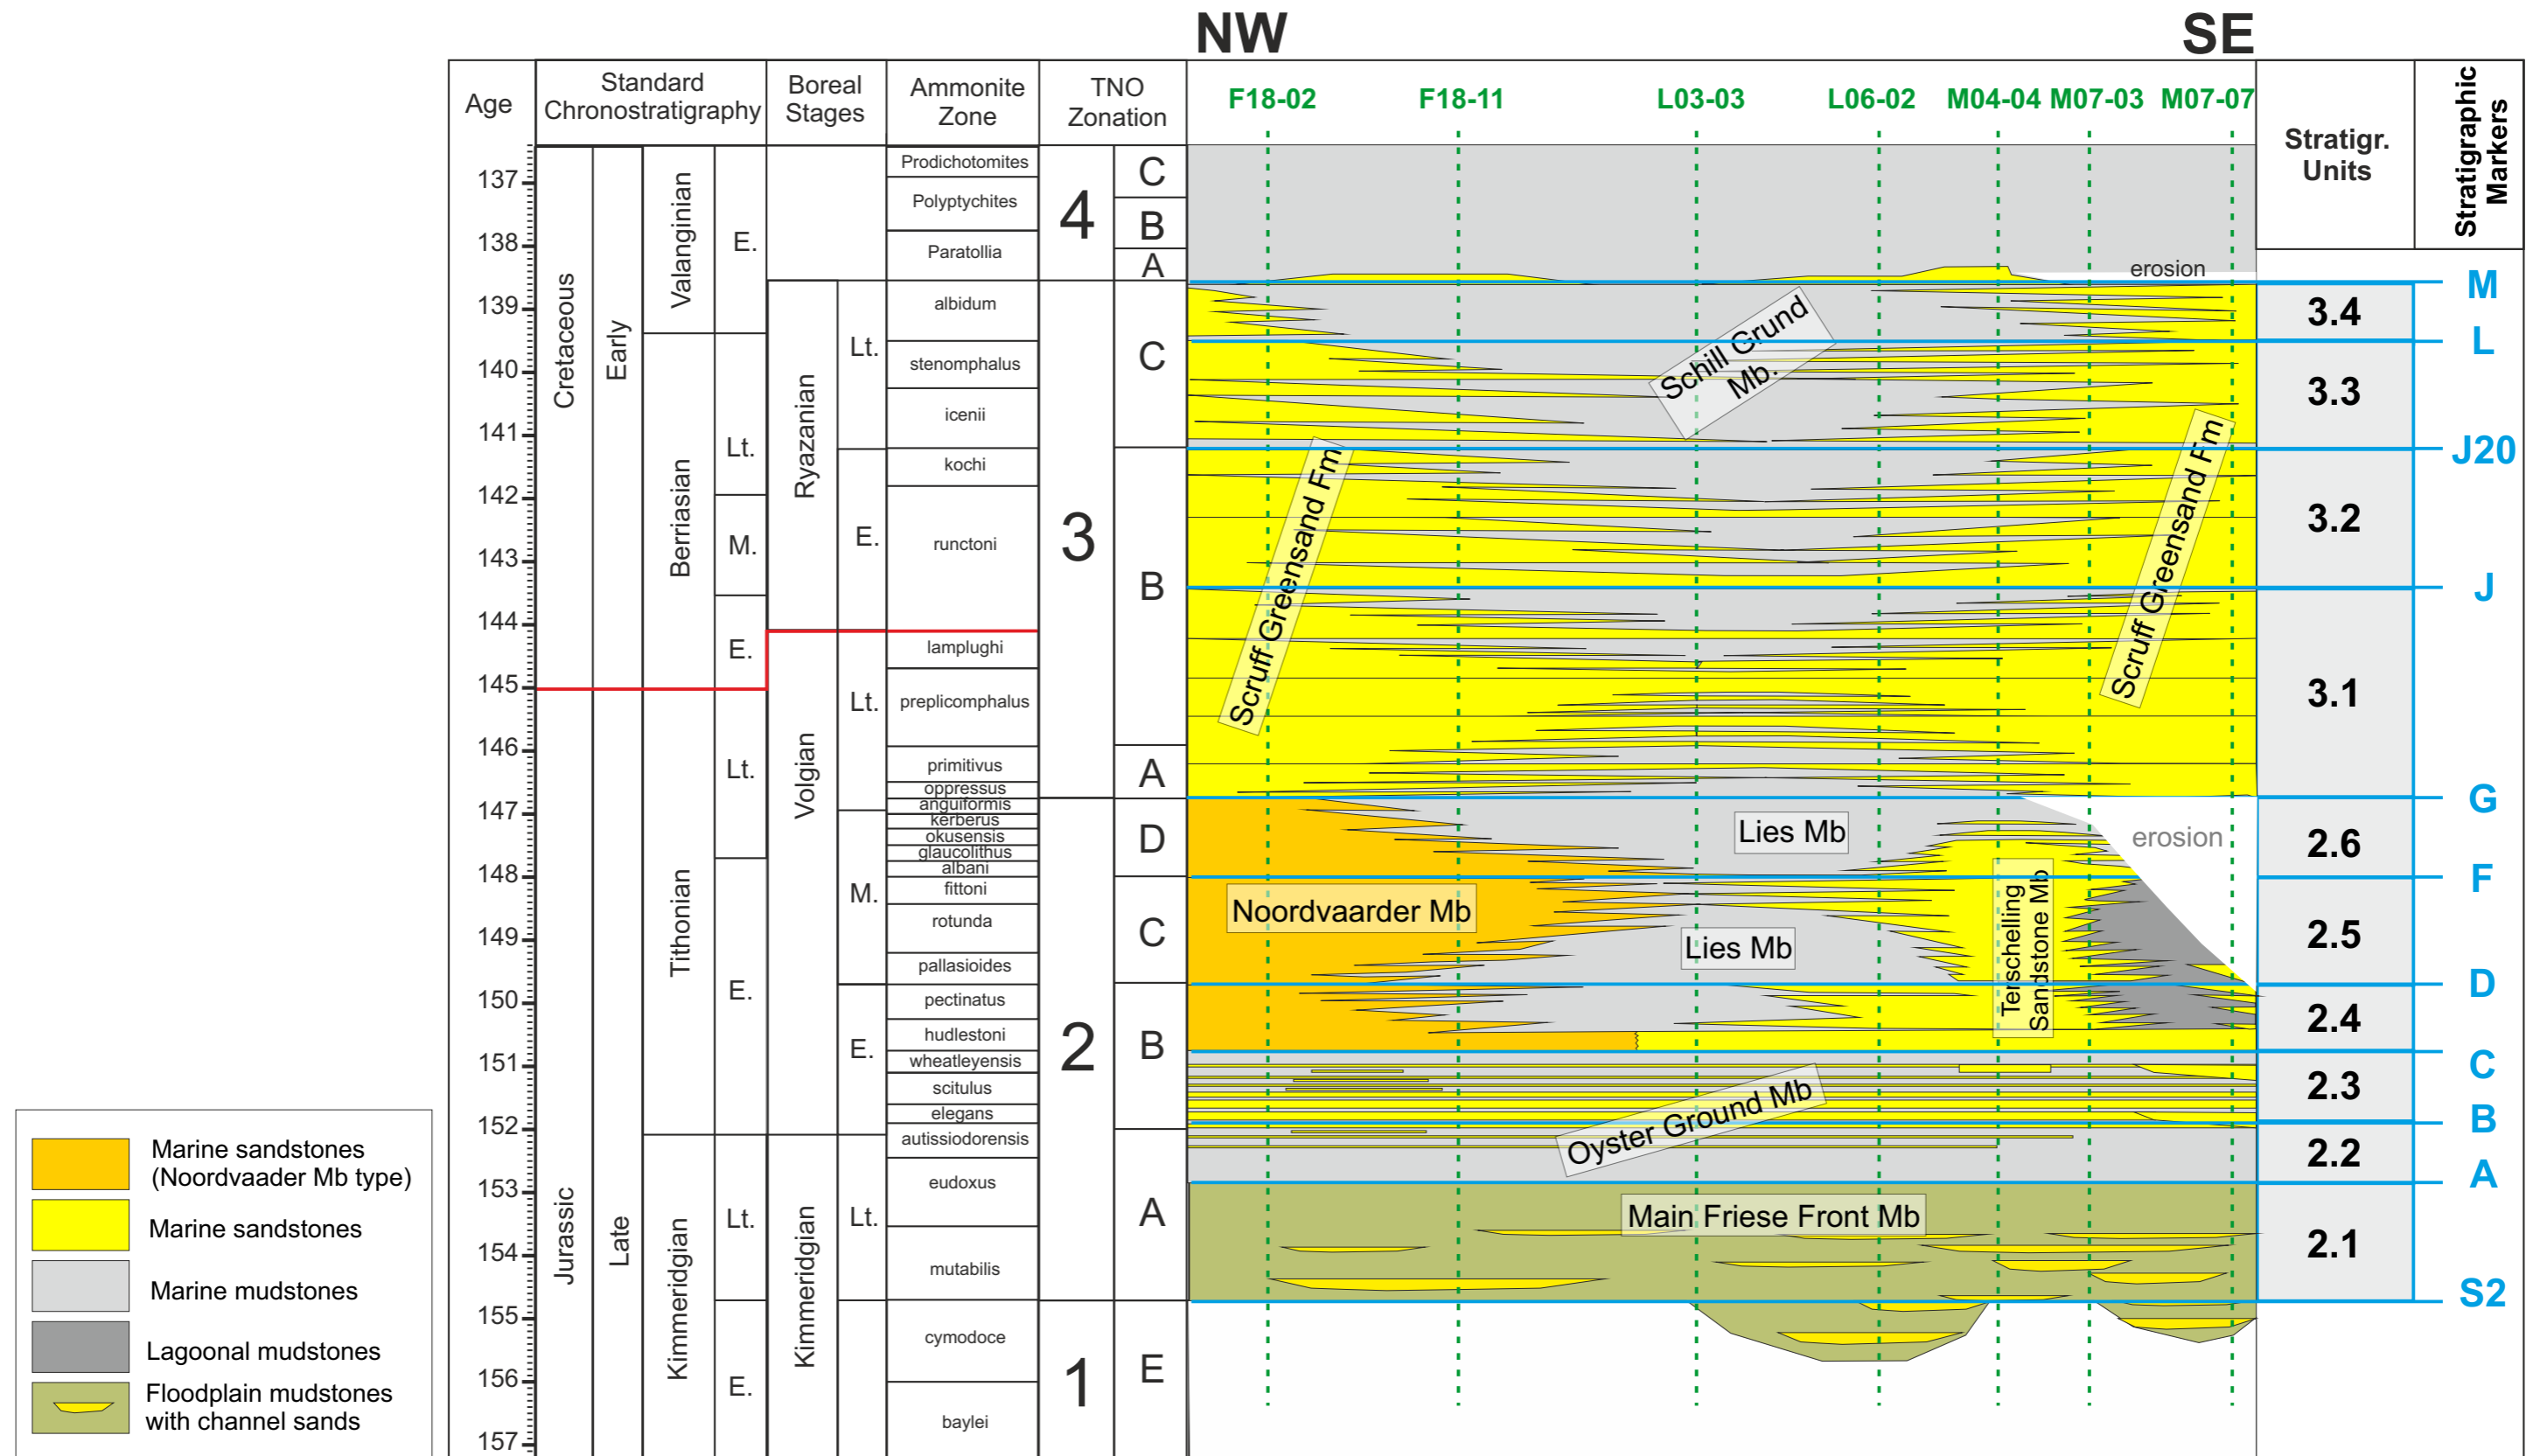 NW
SE
Age
Standard
Chronostratigraphy
Boreal
Stages
Ammonite
Zone
TNO
Zonation
F18-02
F18-11
L03-03
L06-02
M04-04
M07-03
M07-07
Stratigr.
Units
Stratigraphic
Markers
137
138
139
140
141
142
143
144
145
146
147
148
149
150
151
152
153
154
155
156
157
Cretaceous
Jurassic
Early
Late
Valanginian
Berriasian
Tithonian
Kimmeridgian
E.
Lt.
M.
E.
Lt.
E.
Lt.
E.
Ryazanian
Volgian
Kimmeridgian
Lt.
E.
Lt.
M.
E.
Lt.
Prodichotomites
Polyptychites
Paratollia
albidum
stenomphalus
icenii
kochi
runctoni
lamplughi
preplicomphalus
primitivus
oppressus
anguiformis
kerberus
okusensis
glaucolithus
albani
fittoni
rotunda
pallasioides
pectinatus
hudlestoni
wheatleyensis
scitulus
elegans
autissiodorensis
eudoxus
mutabilis
cymodoce
baylei
4
3
2
1
C
B
A
C
B
A
D
C
B
A
E
erosion
Schill Grund
Mb.
Scruff Greensand Fm
Scruff Greensand Fm
Lies Mb
erosion
Noordvaarder Mb
Lies Mb
Terschelling
Sandstone Mb
Oyster Ground Mb
Main Friese Front Mb
3.4
3.3
3.2
3.1
2.6
2.5
2.4
2.3
2.2
2.1
M
L
J20
J
G
F
D
C
B
A
S2
Marine sandstones
(Noordvaader Mb type)
Marine sandstones
Marine mudstones
Lagoonal mudstones
Floodplain mudstones
with channel sands